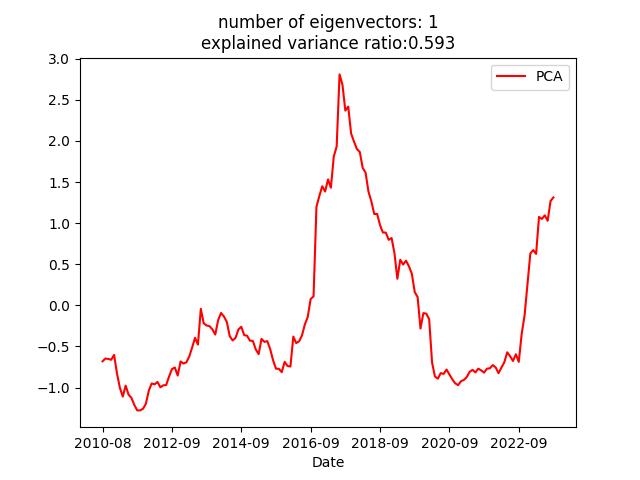 number of eigenvectors: 1
explained variance ratio:0.593
3.0
2.5
2.0
1.5
1.0
0.5
0.0
−0.5
−1.0
PCA
2010-08 2012-09 2014-09 2016-09 2018-09 2020-09 2022-09
Date